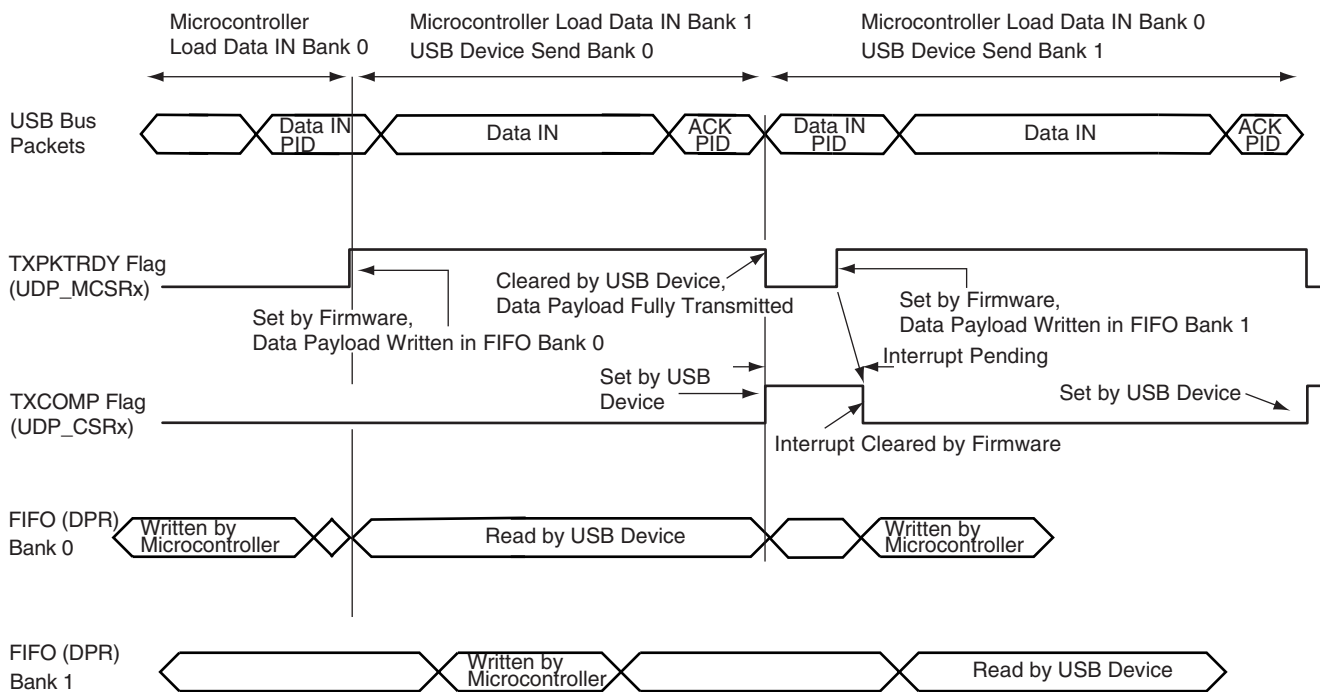 Microcontroller
Load Data IN Bank 0
Microcontroller Load Data IN Bank 1
USB Device Send Bank 0
Microcontroller Load Data IN Bank 0
USB Device Send Bank 1
USB Bus
Packets
Data IN
PID
Data IN
ACK
PID
Data IN
PID
Data IN
ACK
PID
TXPKTRDY Flag
(UDP_MCSRx)
Set by Firmware,
Data Payload Written in FIFO Bank 0
Cleared by USB Device,
Data Payload Fully Transmitted
Set by Firmware,
Data Payload Written in FIFO Bank 1
Interrupt Pending
Set by USB
Device
TXCOMP Flag
(UDP_CSRx)
Set by USB Device
Interrupt Cleared by Firmware
FIFO (DPR)
Bank 0
Written by
Microcontroller
Read by USB Device
Written by
Microcontroller
FIFO (DPR)
Bank 1
Written by
Microcontroller
Read by USB Device